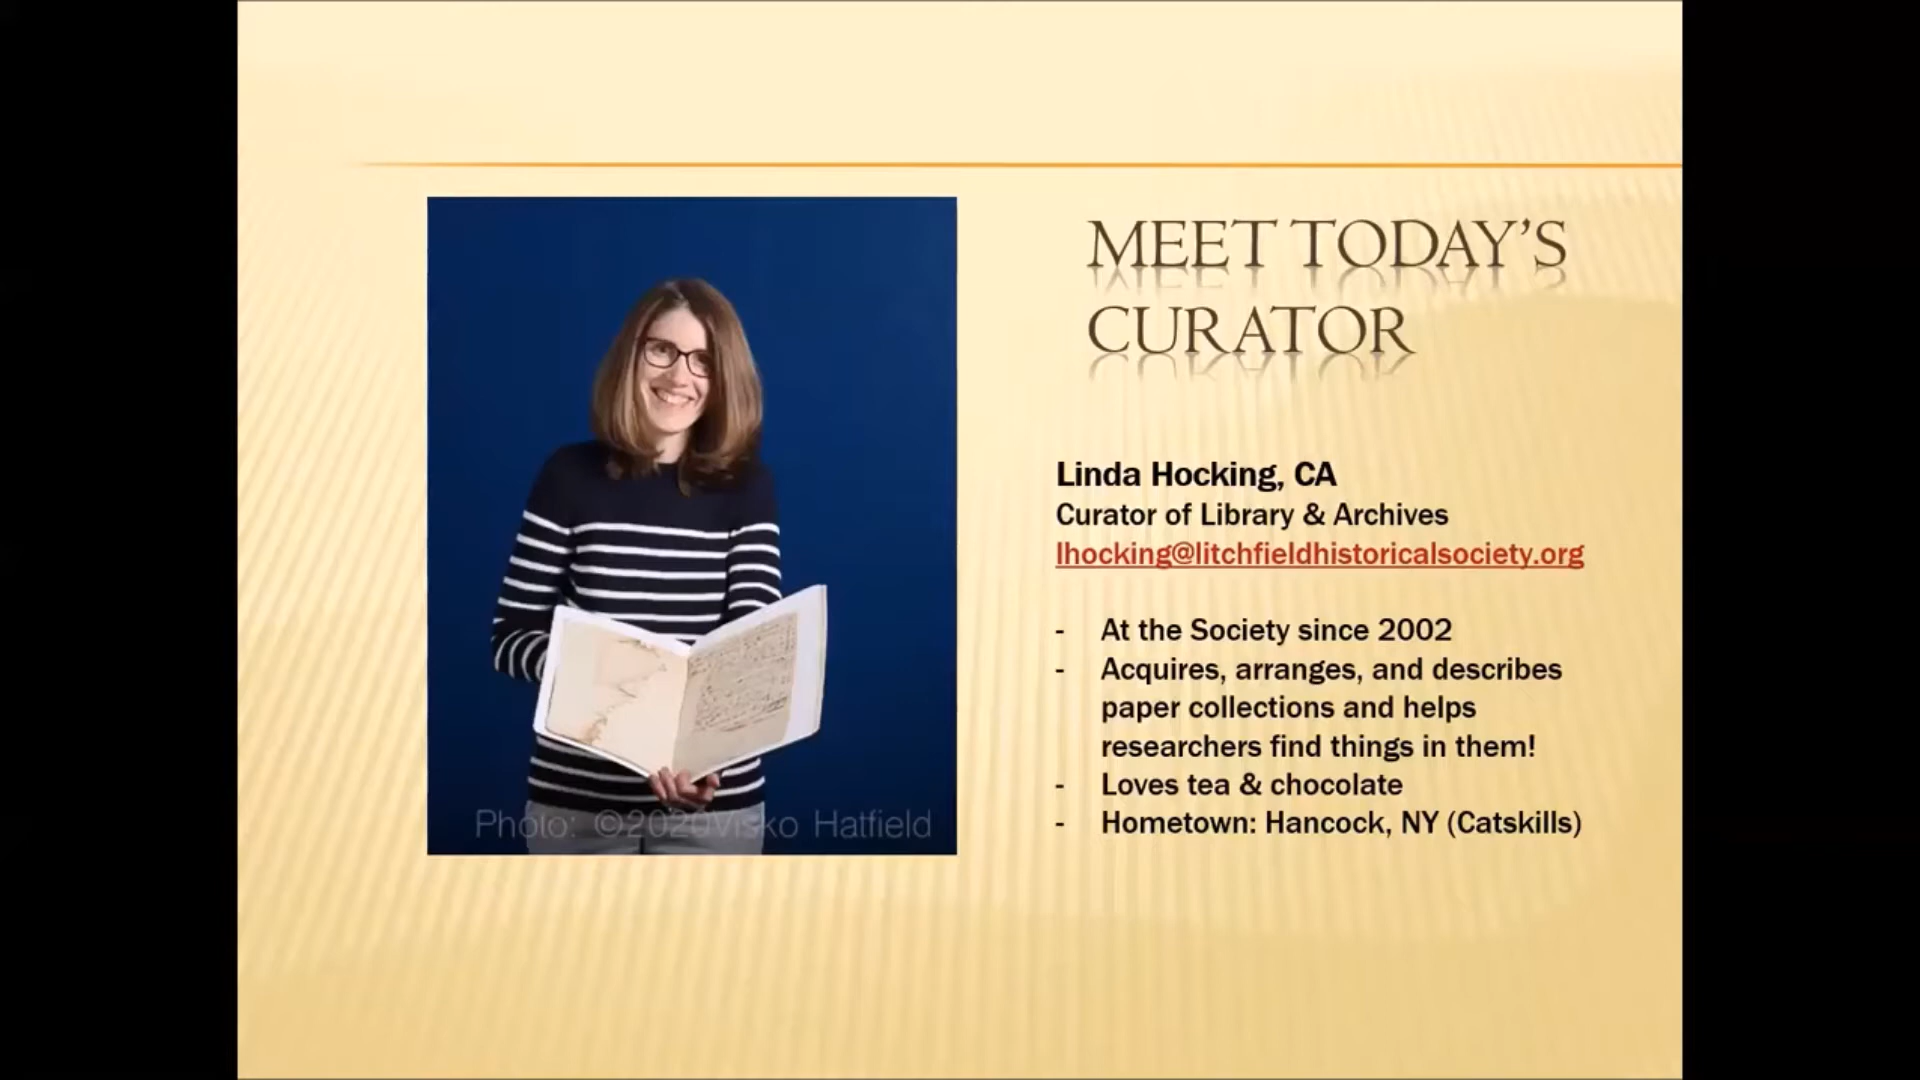 MEET TODAY'S
CURATOR
Linda Hocking, CA
Curator of Library & Archives
lhocking@litchfieldhistoricalsociety.org
- At the Society since 2002
- Acquires, arranges, and describes
paper collections and helps
researchers find things in them!
- Loves tea & chocolate
- Hometown: Hancock, NY (Catskills)
Photo: ©2020Visko Hatfield